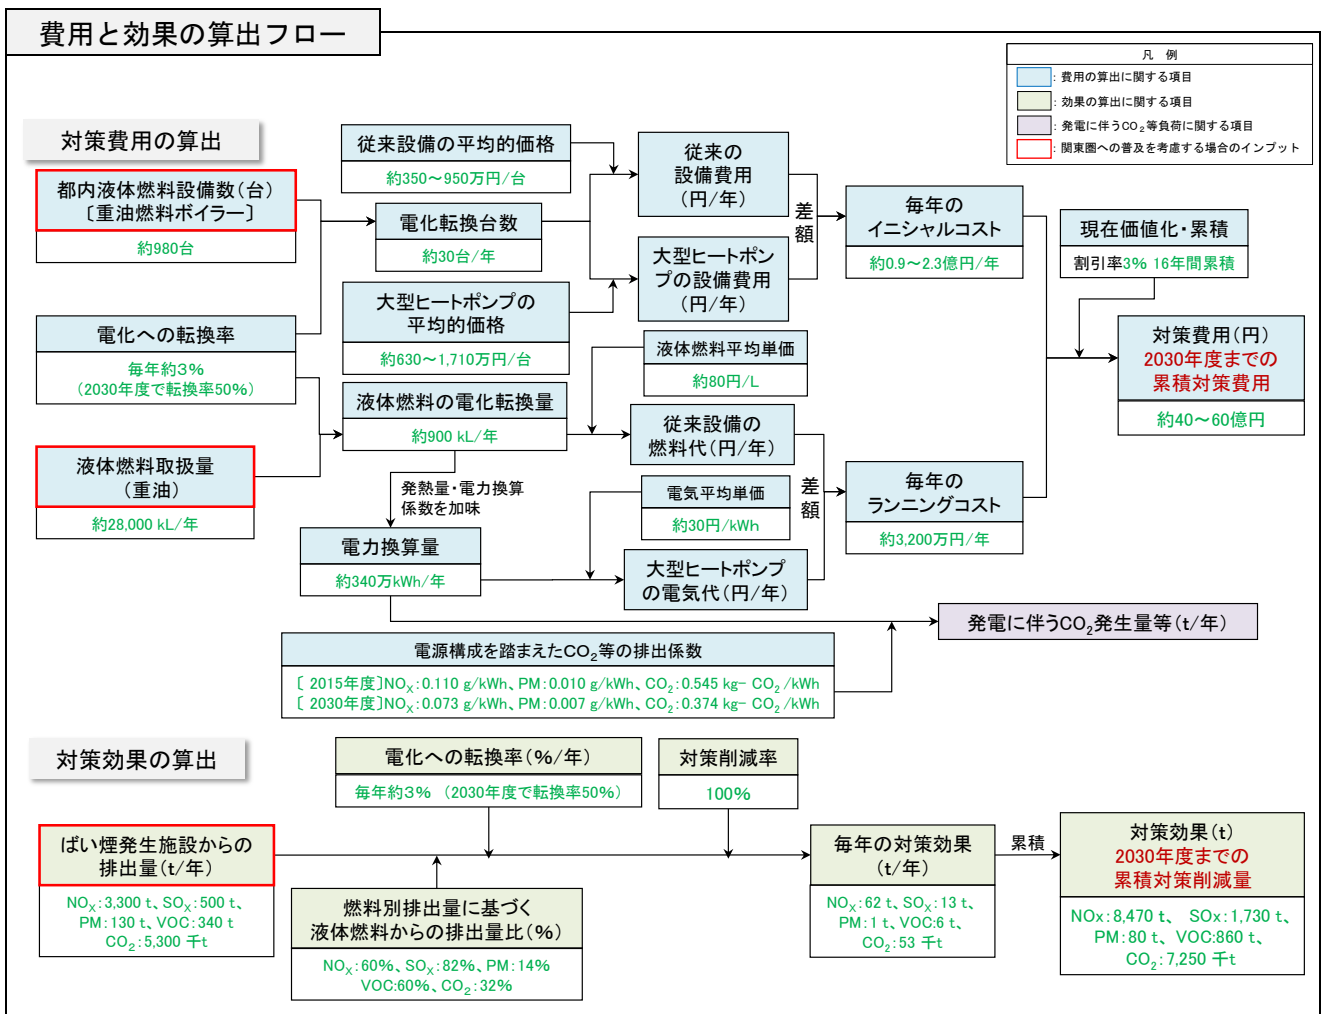 費用と効果の算出フロー
凡 例
：費用の算出に関する項目
：効果の算出に関する項目
：発電に伴うCO₂等負荷に関する項目
：関東圏への普及を考慮する場合のインプット
対策費用の算出
都内液体燃料設備数（台）
〔重油燃料ボイラー〕
約980台
電化への転換率
毎年約3%
（2030年度で転換率50%）
液体燃料取扱量
（重油）
約28,000 kL/年
従来設備の平均的価格
約350～950万円/台
電化転換台数
約30台/年
大型ヒートポンプの
平均的価格
約630～1,710万円/台
液体燃料の電化転換量
約900 kL/年
発熱量・電力換算
係数を加味
電力換算量
約340万kWh/年
従来の
設備費用
（円/年）
大型ヒートポン
プの設備費用
（円/年）
差
額
液体燃料平均単価
約80円/L
従来設備の
燃料代（円/年）
電気平均単価
約30円/kWh
大型ヒートポンプ
の電気代（円/年）
差
額
毎年の
イニシャルコスト
約0.9～2.3億円/年
毎年の
ランニングコスト
約3,200万円/年
現在価値化・累積
割引率3% 16年間累積
対策費用（円）
2030年度までの
累積対策費用
約40～60億円
発電に伴うCO₂発生量等（t/年）
電源構成を踏まえたCO₂等の排出係数
〔 2015年度〕NOX：0.110 g/kWh、PM：0.010 g/kWh、CO₂：0.545 kg- CO₂/kWh
〔 2030年度〕NOX：0.073 g/kWh、PM：0.007 g/kWh、CO₂：0.374 kg- CO₂/kWh
対策効果の算出
電化への転換率（%/年）
毎年約3% （2030年度で転換率50%）
対策削減率
100%
ばい煙発生施設からの
排出量（t/年）
NOX：3,300 t、SOX：500 t、
PM：130 t、VOC：340 t
CO₂：5,300 千t
燃料別排出量に基づく
液体燃料からの排出量比（%）
NOX：60%、SOX：82%、PM：14%
VOC：60%、CO₂：32%
毎年の対策効果
（t/年）
NOX：62 t、SOX：13 t、
PM：1 t、VOC：6 t、
CO₂：53 千t
累積
対策効果（t）
2030年度までの
累積対策削減量
NOx：8,470 t、 SOx：1,730 t、
PM：80 t、 VOC:860 t、
CO₂：7,250 千t